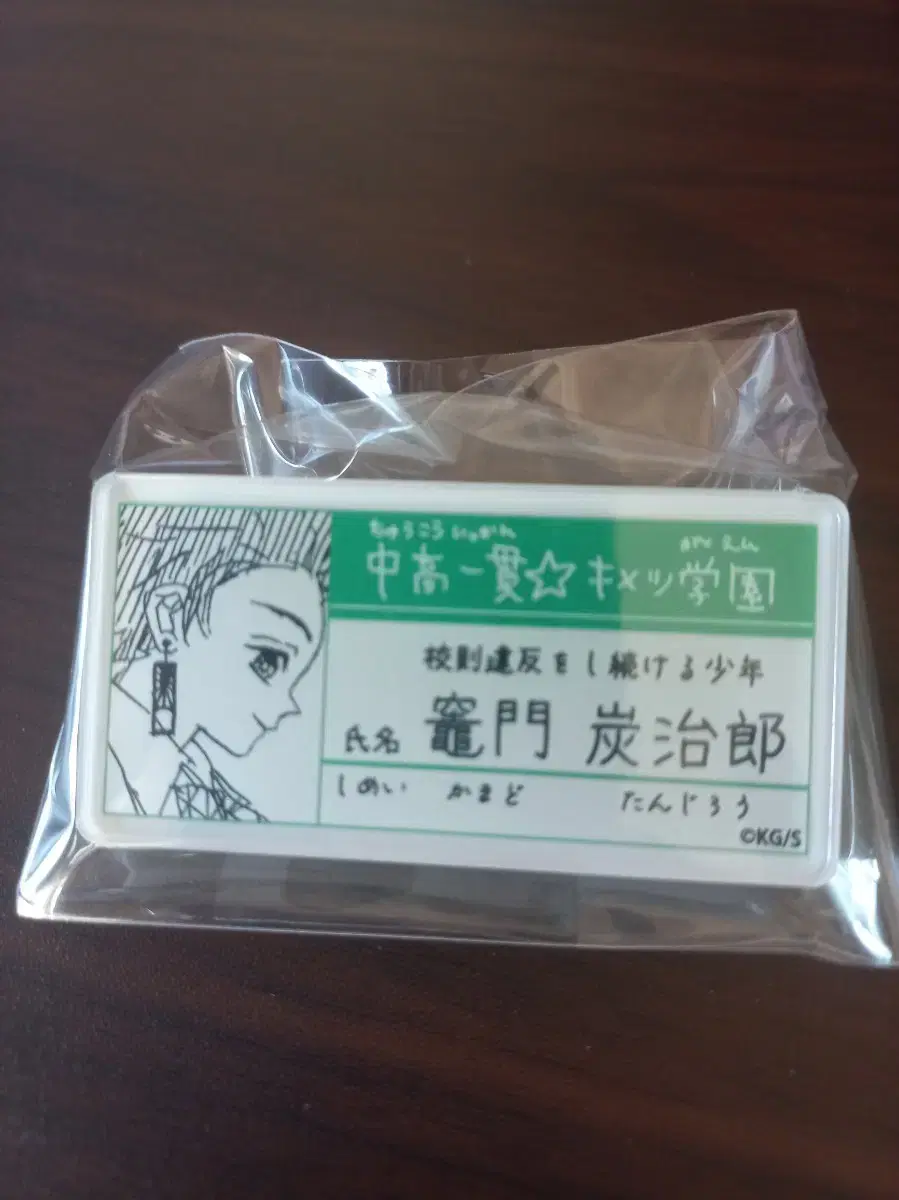 ちゅうこういっかん がくえん
中高一貫☆キメツ学園
校則違反をし続ける少年
氏名 竈門 炭治郎
しめい かまど たんじろう
©KG/S